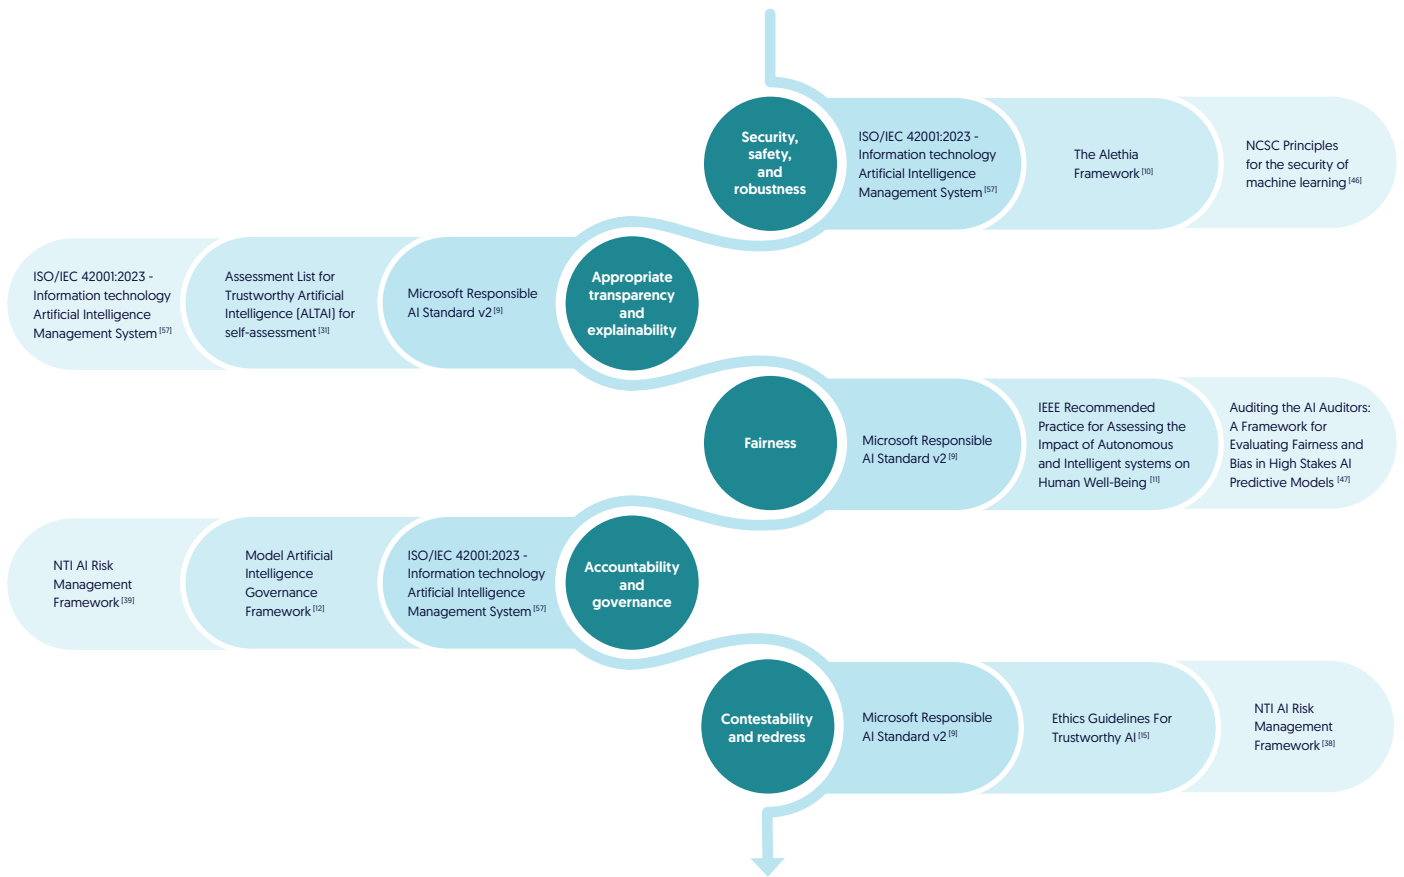 Security,
safety,
and
robustness
ISO/IEC 42001:2023 -
Information technology
Artificial Intelligence
Management System [57]
The Alethia
Framework [10]
NCSC Principles
for the security of
machine learning [46]
ISO/IEC 42001:2023 -
Information technology
Artificial Intelligence
Management System [57]
Assessment List for
Trustworthy Artificial
Intelligence (ALTAI) for
self-assessment [31]
Microsoft Responsible
AI Standard v2 [9]
Appropriate
transparency
and
explainability
Fairness
Microsoft Responsible
AI Standard v2 [9]
IEEE Recommended
Practice for Assessing the
Impact of Autonomous
and Intelligent systems on
Human Well-Being [11]
Auditing the AI Auditors:
A Framework for
Evaluating Fairness and
Bias in High Stakes AI
Predictive Models [47]
NTI AI Risk
Management
Framework [39]
Model Artificial
Intelligence
Governance
Framework [12]
ISO/IEC 42001:2023 -
Information technology
Artificial Intelligence
Management System [57]
Accountability
and
governance
Contestability
and redress
Microsoft Responsible
AI Standard v2 [9]
Ethics Guidelines For
Trustworthy AI [15]
NTI AI Risk
Management
Framework [38]